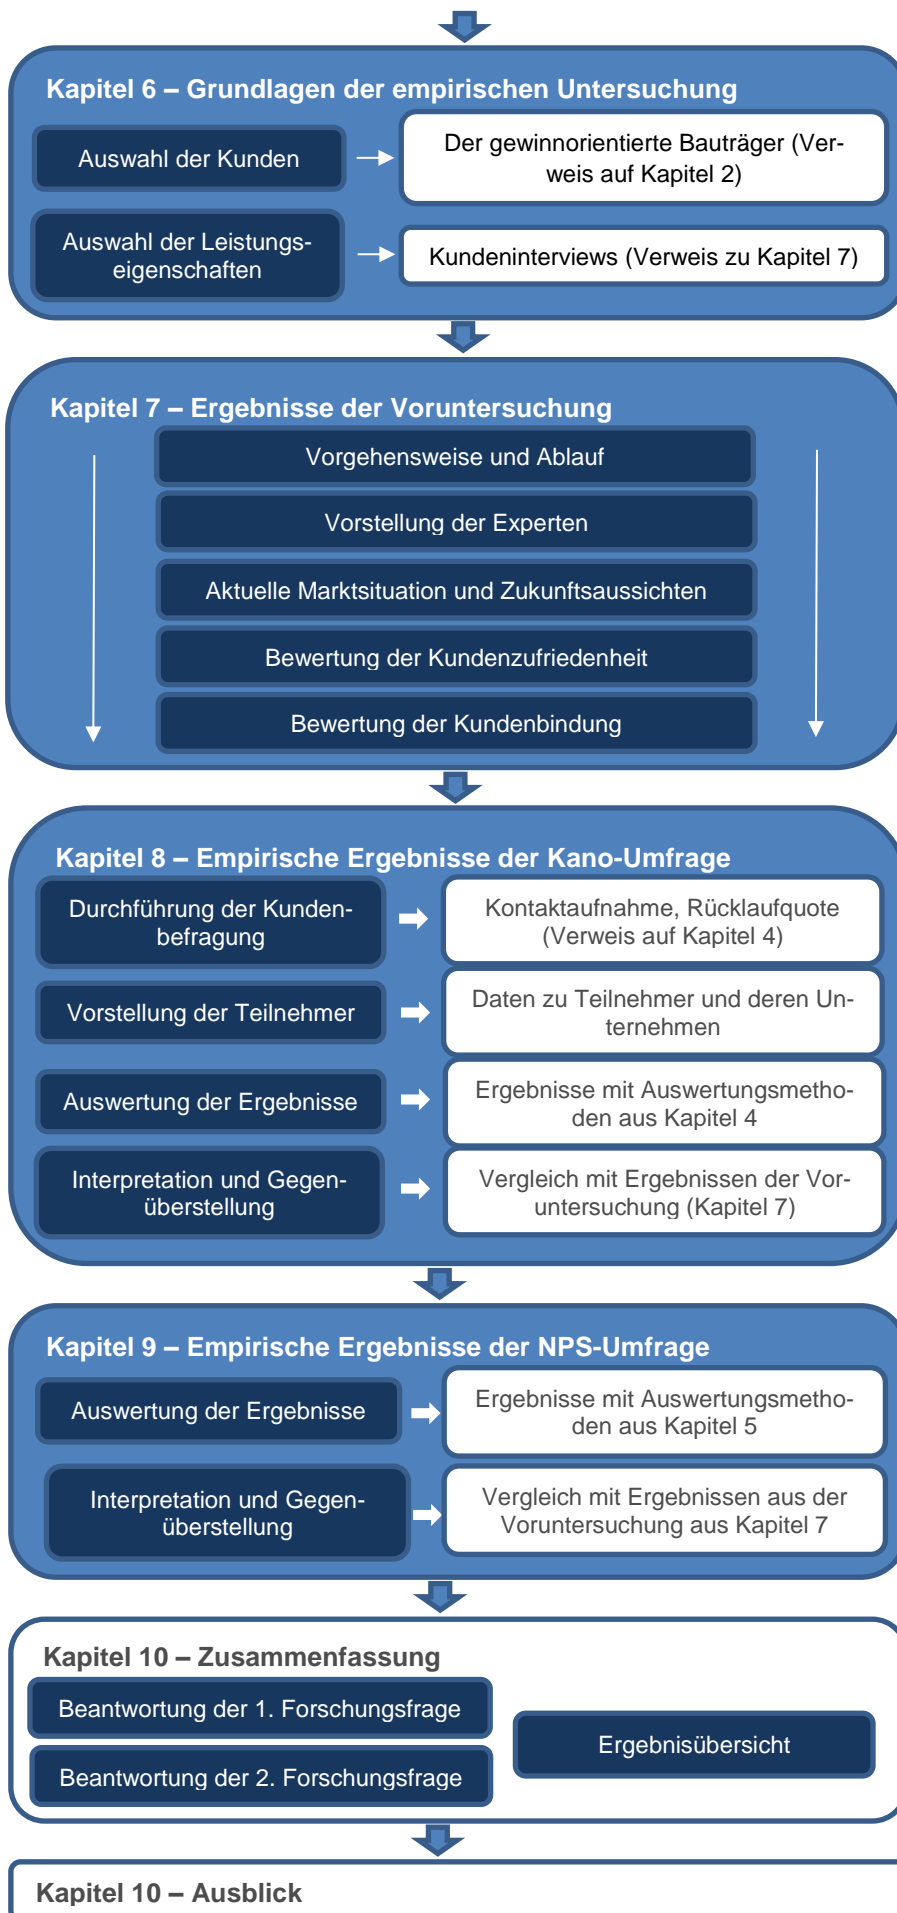 Kapitel 6 – Grundlagen der empirischen Untersuchung
Auswahl der Kunden
Der gewinnorientierte Bauträger (Ver-
weis auf Kapitel 2)
Auswahl der Leistungs-
eigenschaften
Kundeninterviews (Verweis zu Kapitel 7)
Kapitel 7 – Ergebnisse der Voruntersuchung
Vorgehensweise und Ablauf
Vorstellung der Experten
Aktuelle Marktsituation und Zukunftsaussichten
Bewertung der Kundenzufriedenheit
Bewertung der Kundenbindung
Kapitel 8 – Empirische Ergebnisse der Kano-Umfrage
Durchführung der Kunden-
befragung
Kontaktaufnahme, Rücklaufquote
(Verweis auf Kapitel 4)
Vorstellung der Teilnehmer
Daten zu Teilnehmer und deren Un-
ternehmen
Auswertung der Ergebnisse
Ergebnisse mit Auswertungsmetho-
den aus Kapitel 4
Interpretation und Gegen-
überstellung
Vergleich mit Ergebnissen der Vor-
untersuchung (Kapitel 7)
Kapitel 9 – Empirische Ergebnisse der NPS-Umfrage
Auswertung der Ergebnisse
Ergebnisse mit Auswertungsmetho-
den aus Kapitel 5
Interpretation und Gegen-
überstellung
Vergleich mit Ergebnissen aus der
Voruntersuchung aus Kapitel 7
Kapitel 10 – Zusammenfassung
Beantwortung der 1. Forschungsfrage
Beantwortung der 2. Forschungsfrage
Ergebnisübersicht
Kapitel 10 – Ausblick